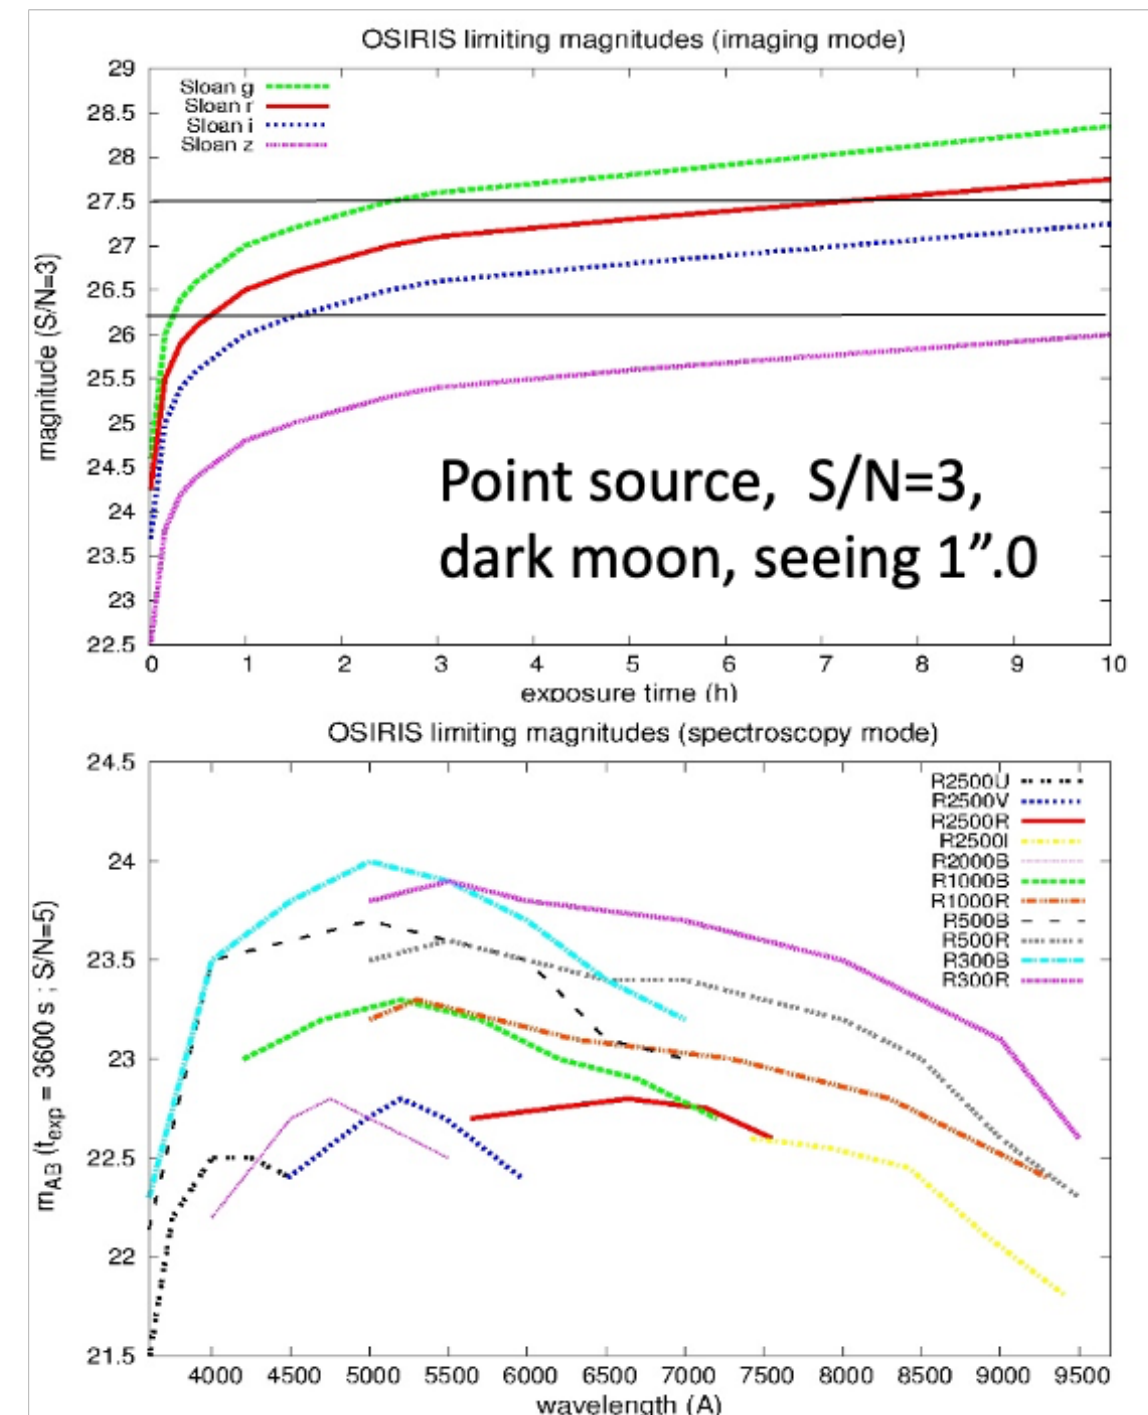 OSIRIS limiting magnitudes (imaging mode)
magnitude (S/N=3)
29
28.5
28
27.5
27
26.5
26
25.5
25
24.5
24
23.5
23
22.5
Sloan g
Sloan r
Sloan i
Sloan z
Point source, S/N=3,
dark moon, seeing 1”.0
0 1 2 3 4 5 6 7 8 9 10
exposure time (h)
OSIRIS limiting magnitudes (spectroscopy mode)
m_AB (t_exp = 3600 s ; S/N=5)
24.5
24
23.5
23
22.5
22
21.5
R2500U
R2500V
R2500R
R2500I
R2000B
R1000B
R1000R
R500B
R500R
R300B
R300R
4000 4500 5000 5500 6000 6500 7000 7500 8000 8500 9000 9500
wavelength (A)